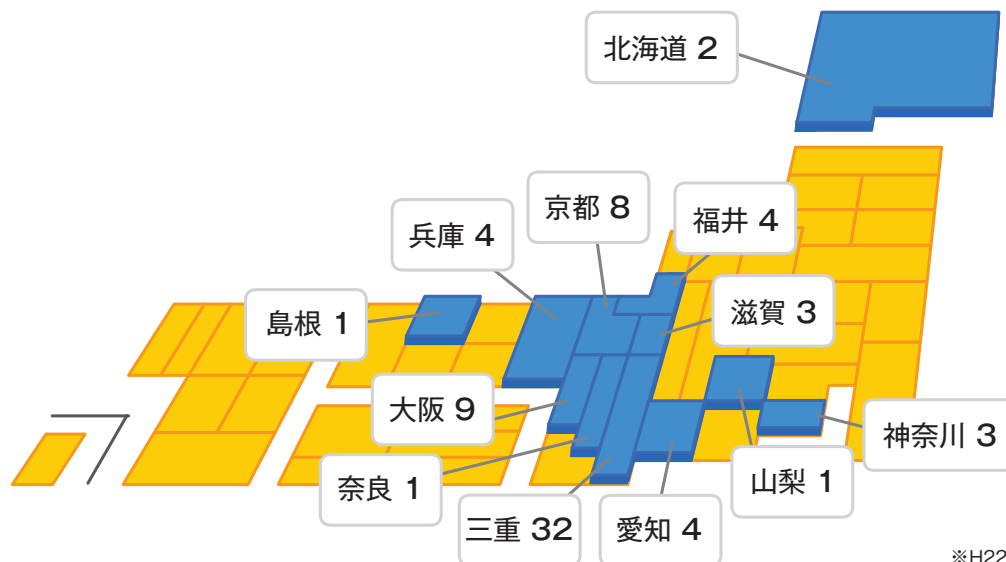 北海道 2
京都 8
福井 4
兵庫 4
島根 1
滋賀 3
大阪 9
神奈川 3
奈良 1
山梨 1
三重 32
愛知 4
※H22